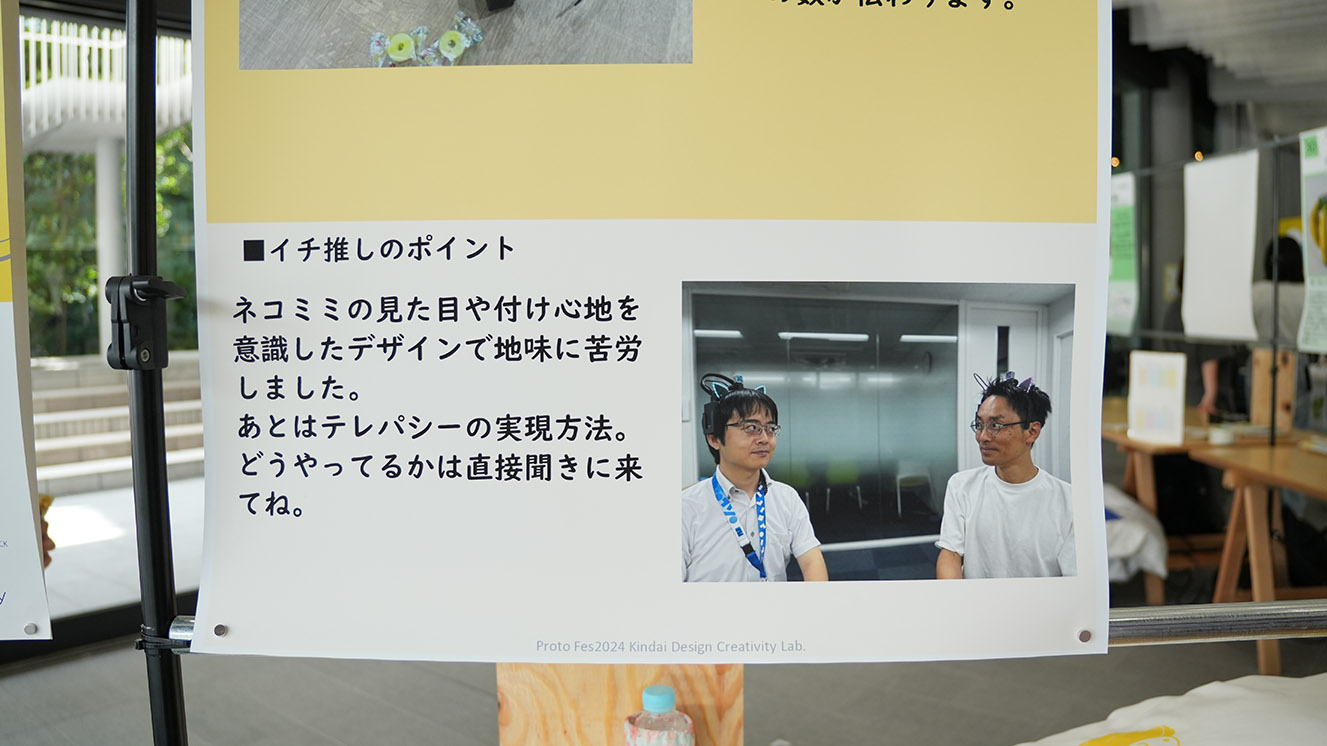 の数が伝わります。
■イチ推しのポイント
ネコミミの見た目や付け心地を
意識したデザインで地味に苦労
しました。
あとはテレパシーの実現方法。
どうやってるかは直接聞きに来
てね。
Proto Fes2024 Kindai Design Creativity Lab.